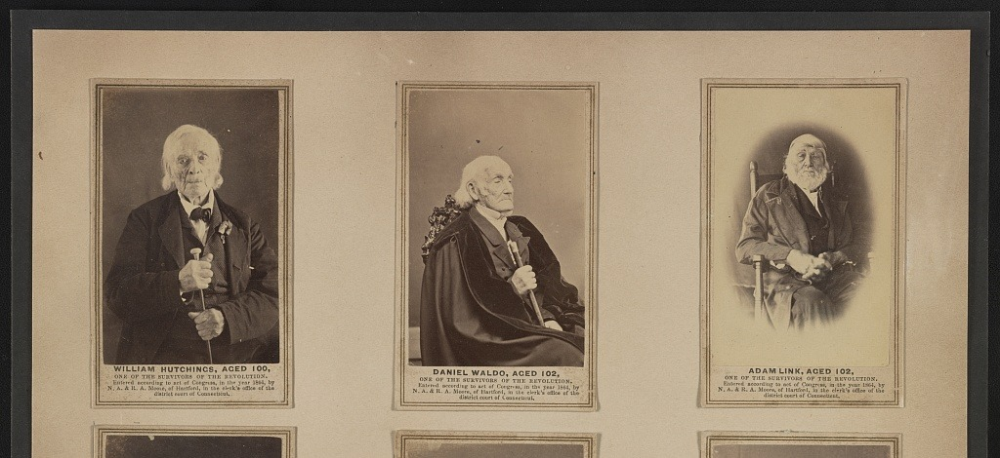 WILLIAM HUTCHINGS, AGED 100,
ONE OF THE SURVIVORS OF THE REVOLUTION.
Entered according to act of Congress, in the year 1864, by
N. A. & R. A. Moore, of Hartford, in the clerk's office of the
district court of Connecticut.
DANIEL WALDO, AGED 102,
ONE OF THE SURVIVORS OF THE REVOLUTION.
Entered according to act of Congress, in the year 1864, by
N. A. & R. A. Moore, of Hartford, in the clerk's office of the
district court of Connecticut.
ADAM LINK, AGED 102,
ONE OF THE SURVIVORS OF THE REVOLUTION.
Entered according to act of Congress, in the year 1864, by
N. A. & R. A. Moore, of Hartford, in the clerk's office of the
district court of Connecticut.